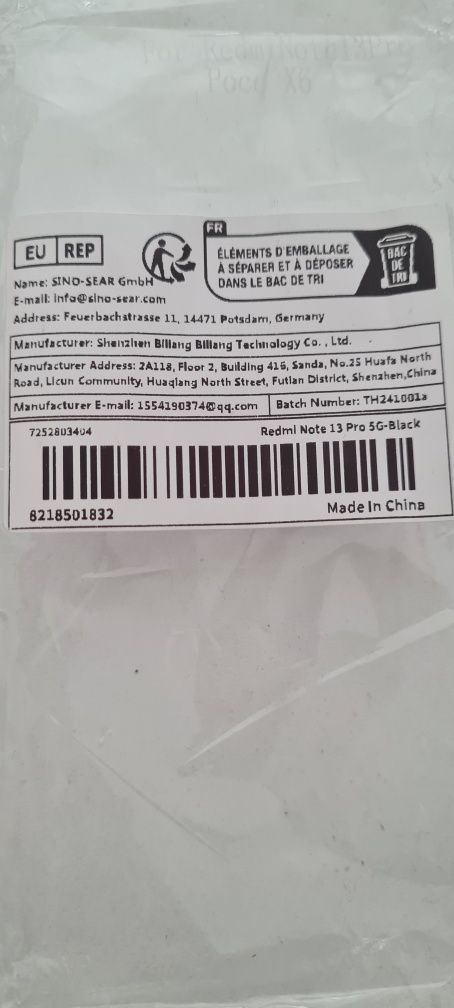 For Redmi Note13Pro
Poco X6
EU REP
FR
ÉLÉMENTS D'EMBALLAGE
À SÉPARER ET À DÉPOSER
DANS LE BAC DE TRI
BAC
DE
TRI
Name: SINO-SEAR GmbH
E-mail: info@sino-sear.com
Address: Feuerbachstrasse 11, 14471 Potsdam, Germany
Manufacturer: Shenzhen Biliang Biliang Technology Co. , Ltd.
Manufacturer Address: 2A118, Floor 2, Building 416, Sanda, No.25 Huafa North
Road, Licun Community, Huaqiang North Street, Futian District, Shenzhen,China
Manufacturer E-mail: 1554190374@qq.com Batch Number: TH241001a
7252803404 Redmi Note 13 Pro 5G-Black
8218501832 Made In China